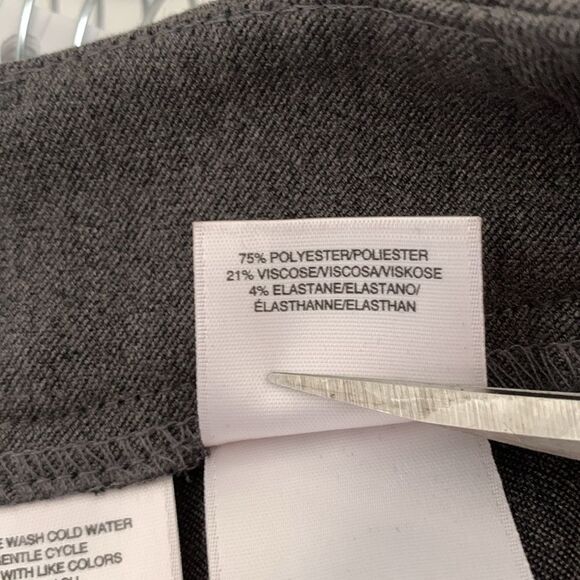 75% POLYESTER/POLIESTER
21% VISCOSE/VISCOSA/VISKOSE
4% ELASTANE/ELASTANO/
ÉLASTHANNE/ELASTHAN
WASH COLD WATER
GENTLE CYCLE
WITH LIKE COLORS